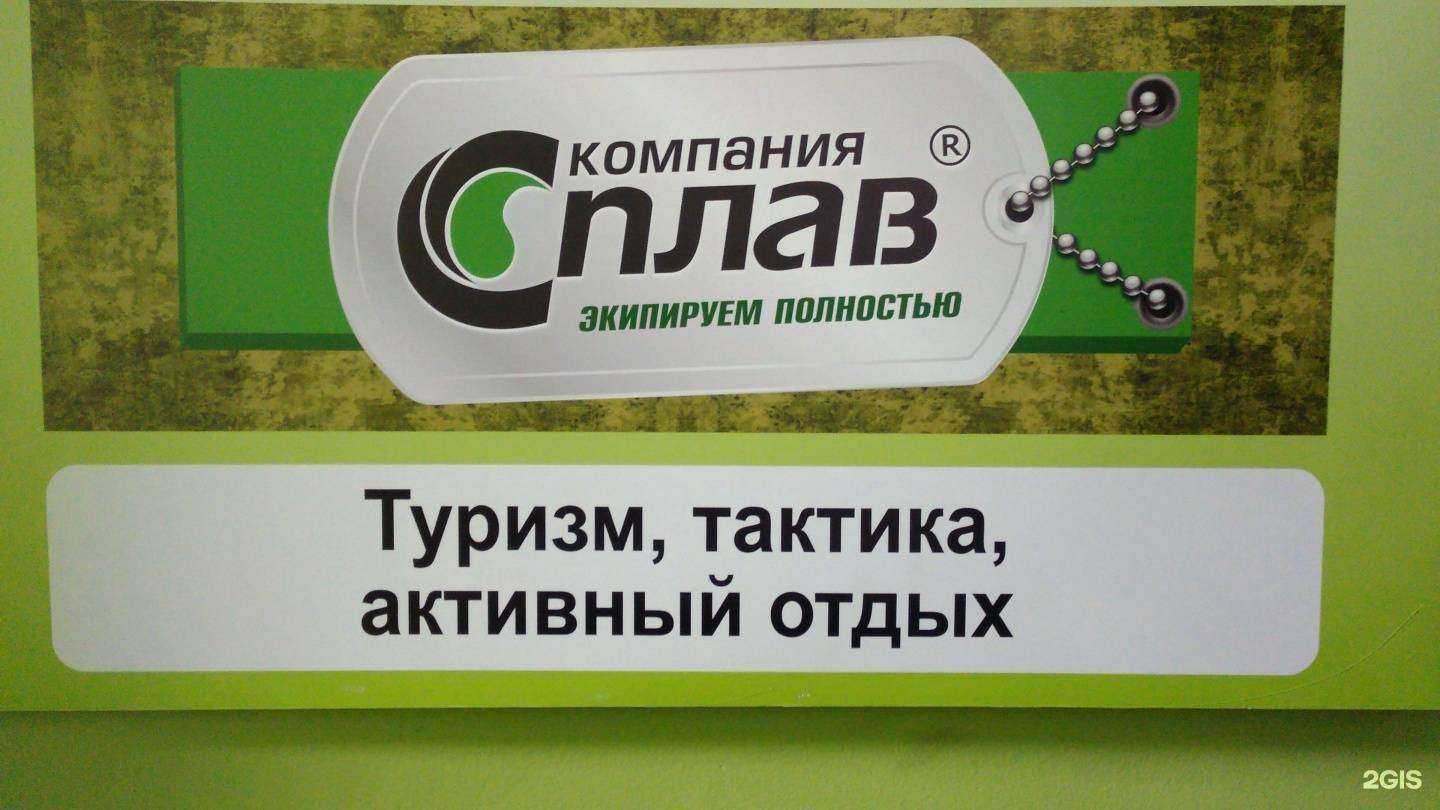 компания ®
Сплав
ЭКИПИРУЕМ ПОЛНОСТЬЮ
Туризм, тактика,
активный отдых
2GIS